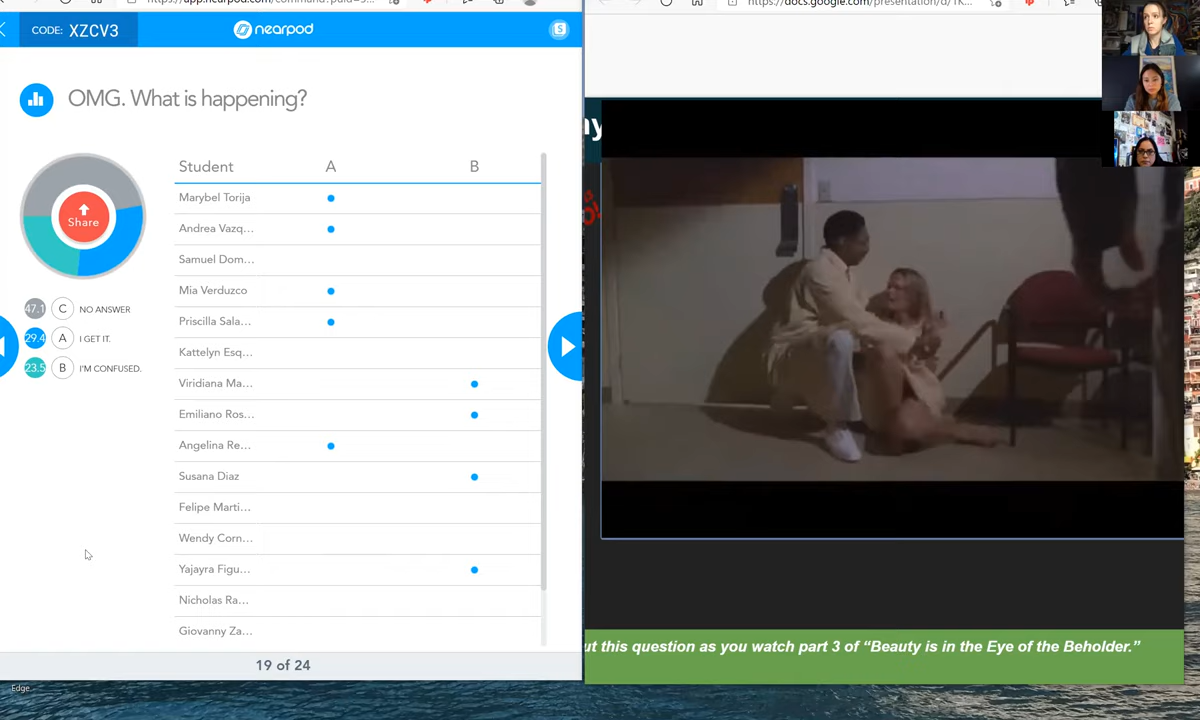 CODE: XZCV3
nearpod
S
https://docs.google.com/presentation/d/1K...
OMG. What is happening?
Share
47.1 C NO ANSWER
29.4 A I GET IT.
23.5 B I'M CONFUSED.
Student A B
Marybel Torija
Andrea Vazq...
Samuel Dom...
Mia Verduzco
Priscilla Sala...
Kattelyn Esq...
Viridiana Ma...
Emiliano Ros...
Angelina Re...
Susana Diaz
Felipe Marti...
Wendy Corn...
Yajayra Figu...
Nicholas Ra...
Giovanny Za...
19 of 24
Edge
ut this question as you watch part 3 of “Beauty is in the Eye of the Beholder.”